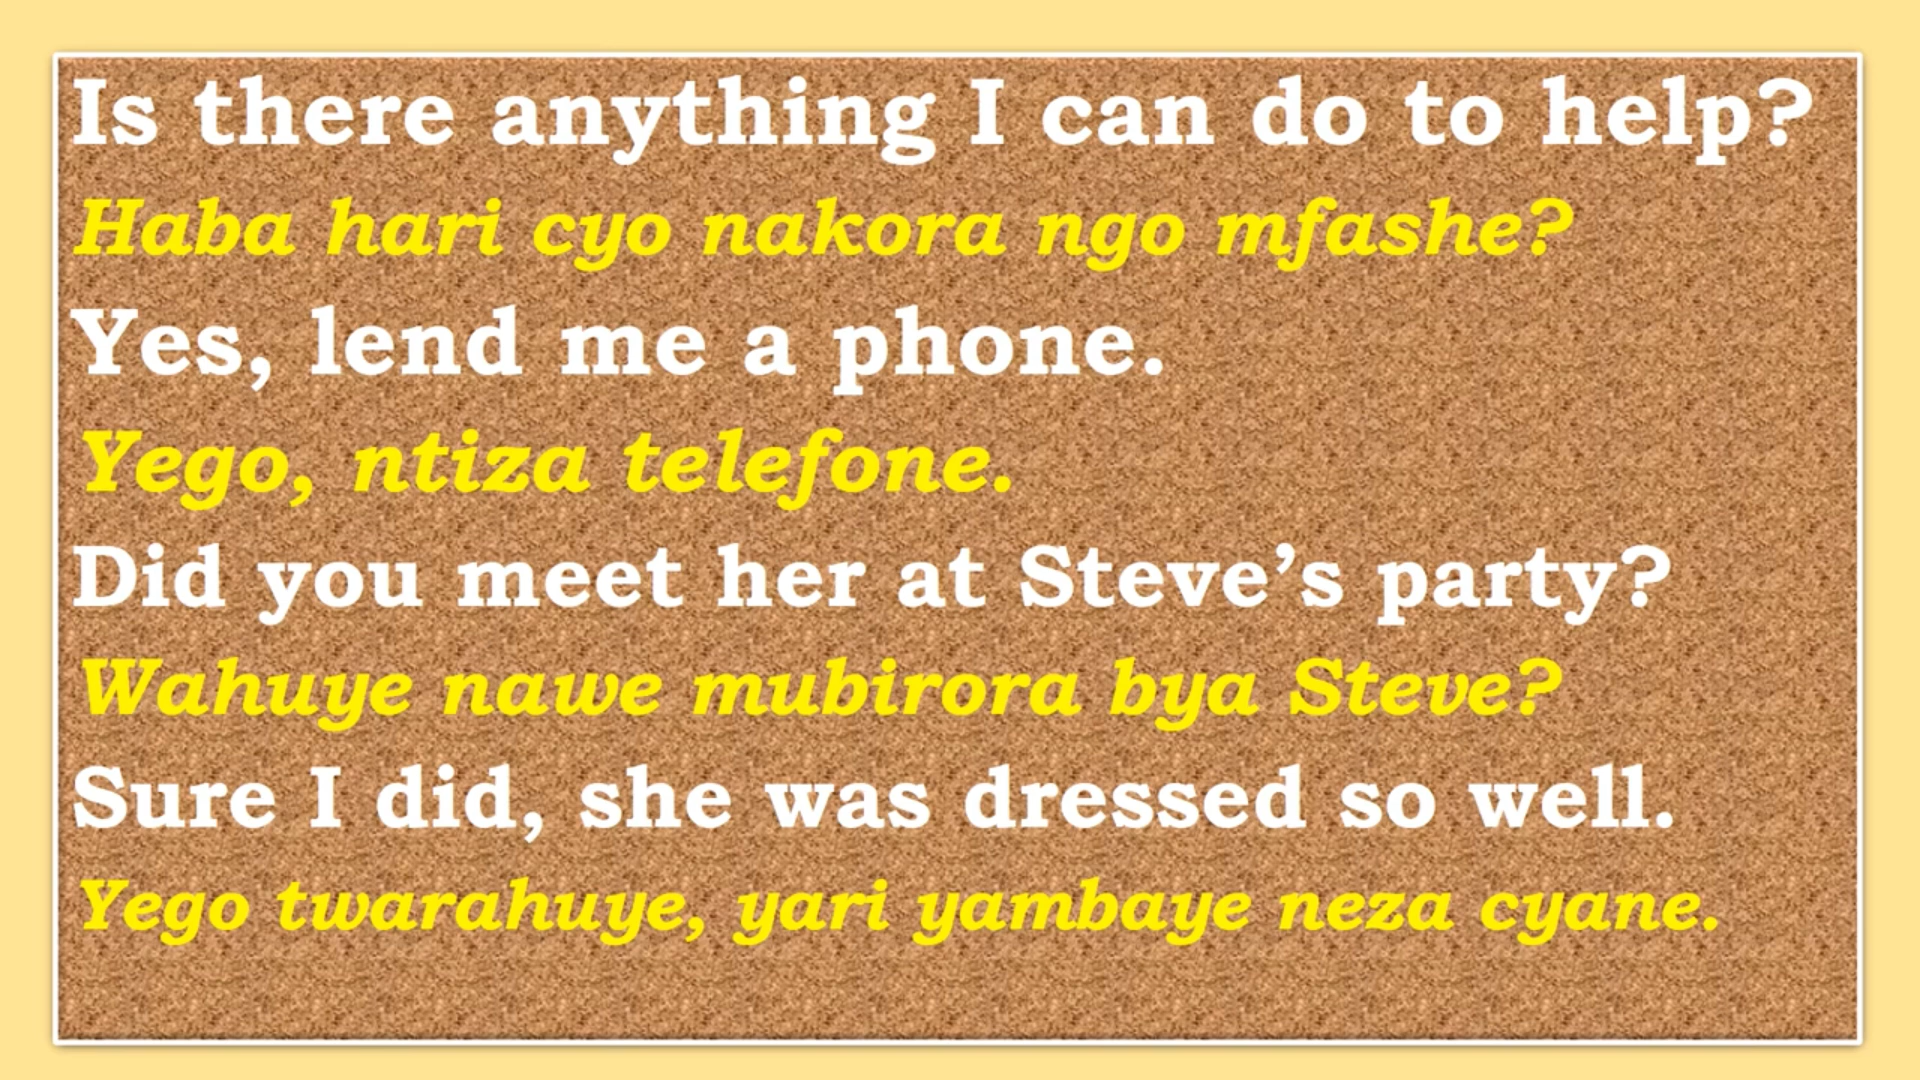 Is there anything I can do to help?
Haba hari cyo nakora ngo mfashe?
Yes, lend me a phone.
Yego, ntiza telefone.
Did you meet her at Steve’s party?
Wahuye nawe mubirora bya Steve?
Sure I did, she was dressed so well.
Yego twarahuye, yari yambaye neza cyane.